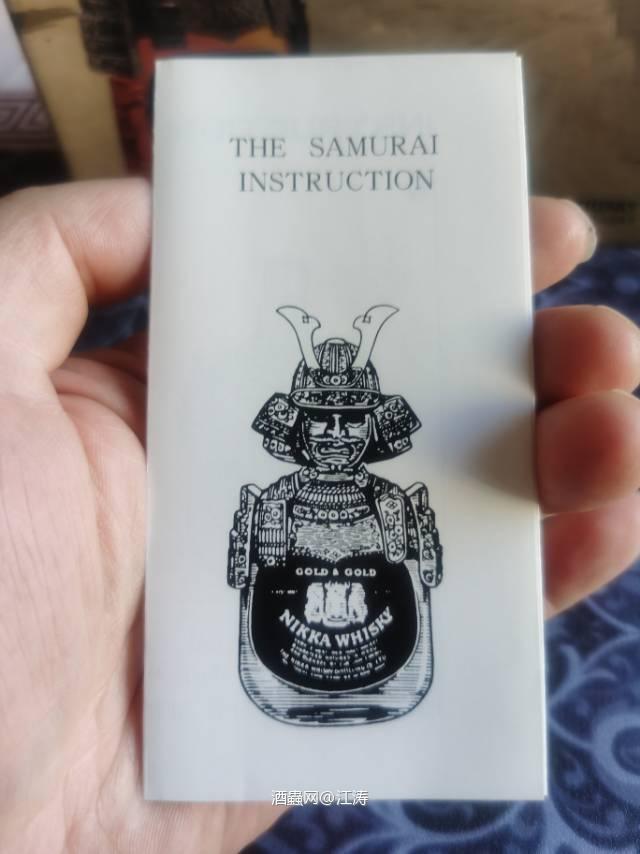 THE SAMURAI
INSTRUCTION
GOLD & GOLD
NIKKA WHISKY
酒蟲网@江涛